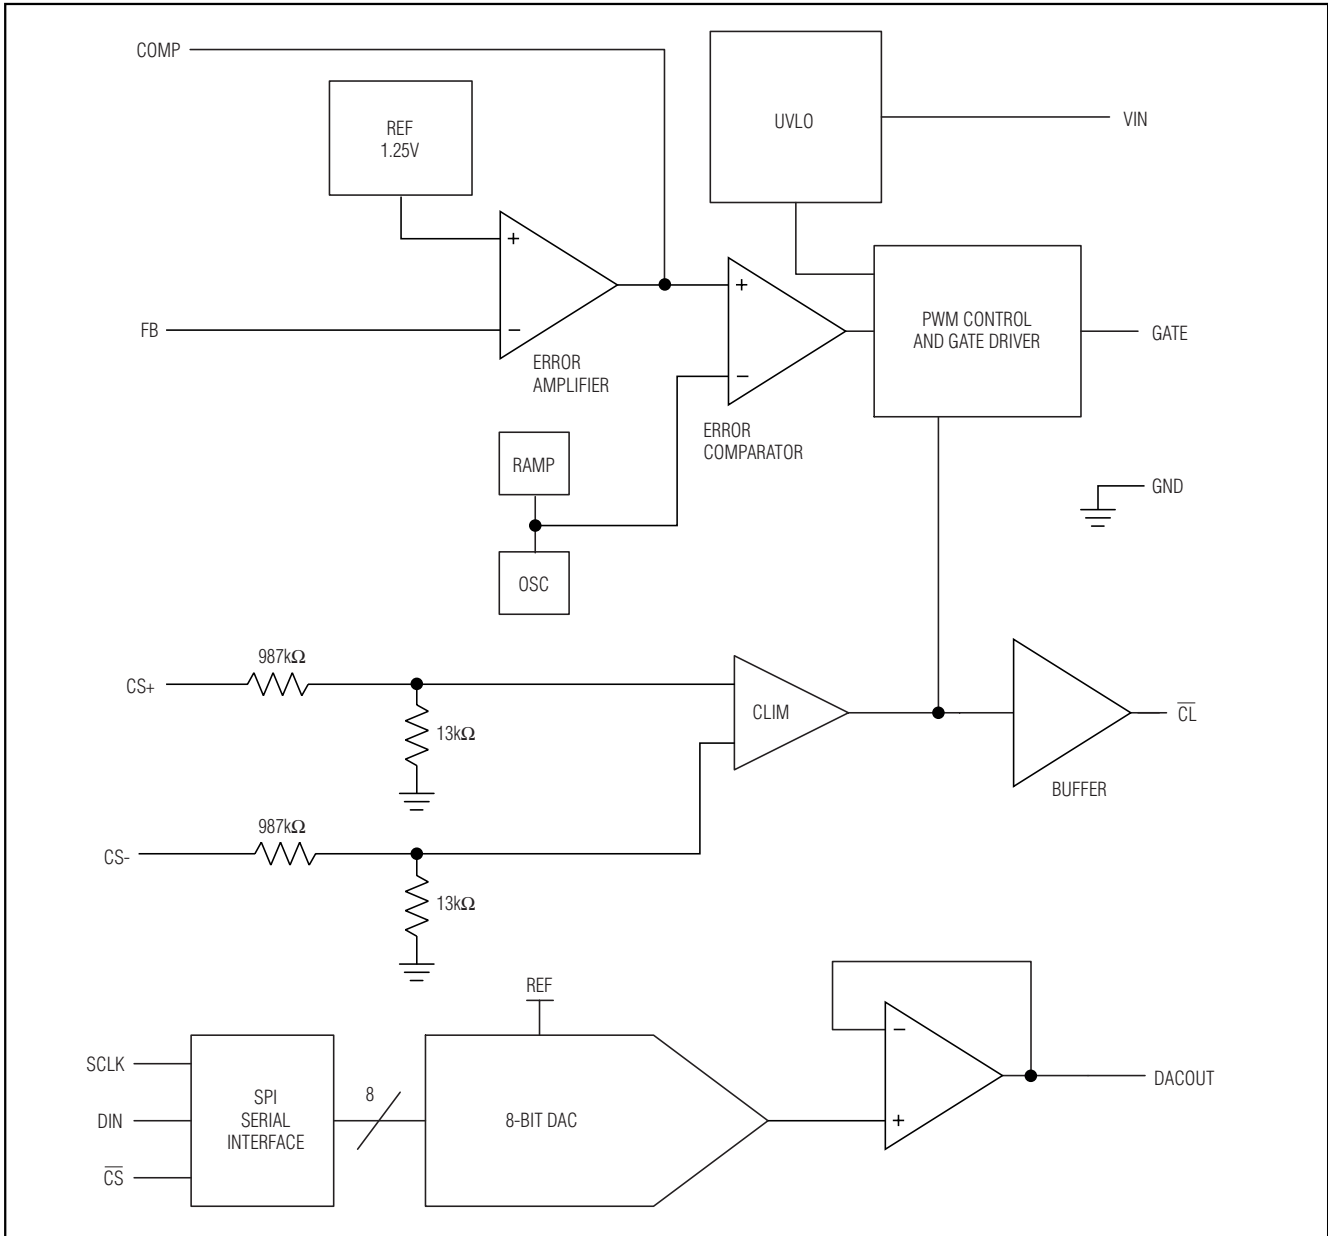 COMP
REF
1.25V
UVLO
VIN
+
−
FB
ERROR
AMPLIFIER
+
−
ERROR
COMPARATOR
PWM CONTROL
AND GATE DRIVER
GATE
RAMP
OSC
GND
987kΩ
CS+
13kΩ
CLIM
C̅L̅
BUFFER
987kΩ
CS-
13kΩ
REF
SCLK
DIN
C̅S̅
SPI
SERIAL
INTERFACE
8
8-BIT DAC
−
+
DACOUT